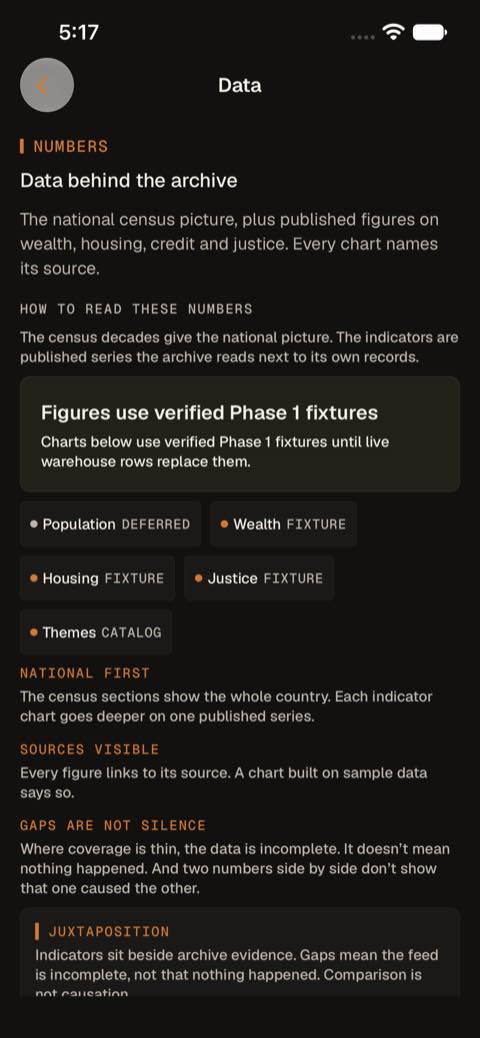 5:17
Data
NUMBERS
Data behind the archive
The national census picture, plus published figures on
wealth, housing, credit and justice. Every chart names
its source.
HOW TO READ THESE NUMBERS
The census decades give the national picture. The indicators are
published series the archive reads next to its own records.
Figures use verified Phase 1 fixtures
Charts below use verified Phase 1 fixtures until live
warehouse rows replace them.
Population DEFERRED
Wealth FIXTURE
Housing FIXTURE
Justice FIXTURE
Themes CATALOG
NATIONAL FIRST
The census sections show the whole country. Each indicator
chart goes deeper on one published series.
SOURCES VISIBLE
Every figure links to its source. A chart built on sample data
says so.
GAPS ARE NOT SILENCE
Where coverage is thin, the data is incomplete. It doesn’t mean
nothing happened. And two numbers side by side don’t show
that one caused the other.
JUXTAPOSITION
Indicators sit beside archive evidence. Gaps mean the feed
is incomplete, not that nothing happened. Comparison is
not causation